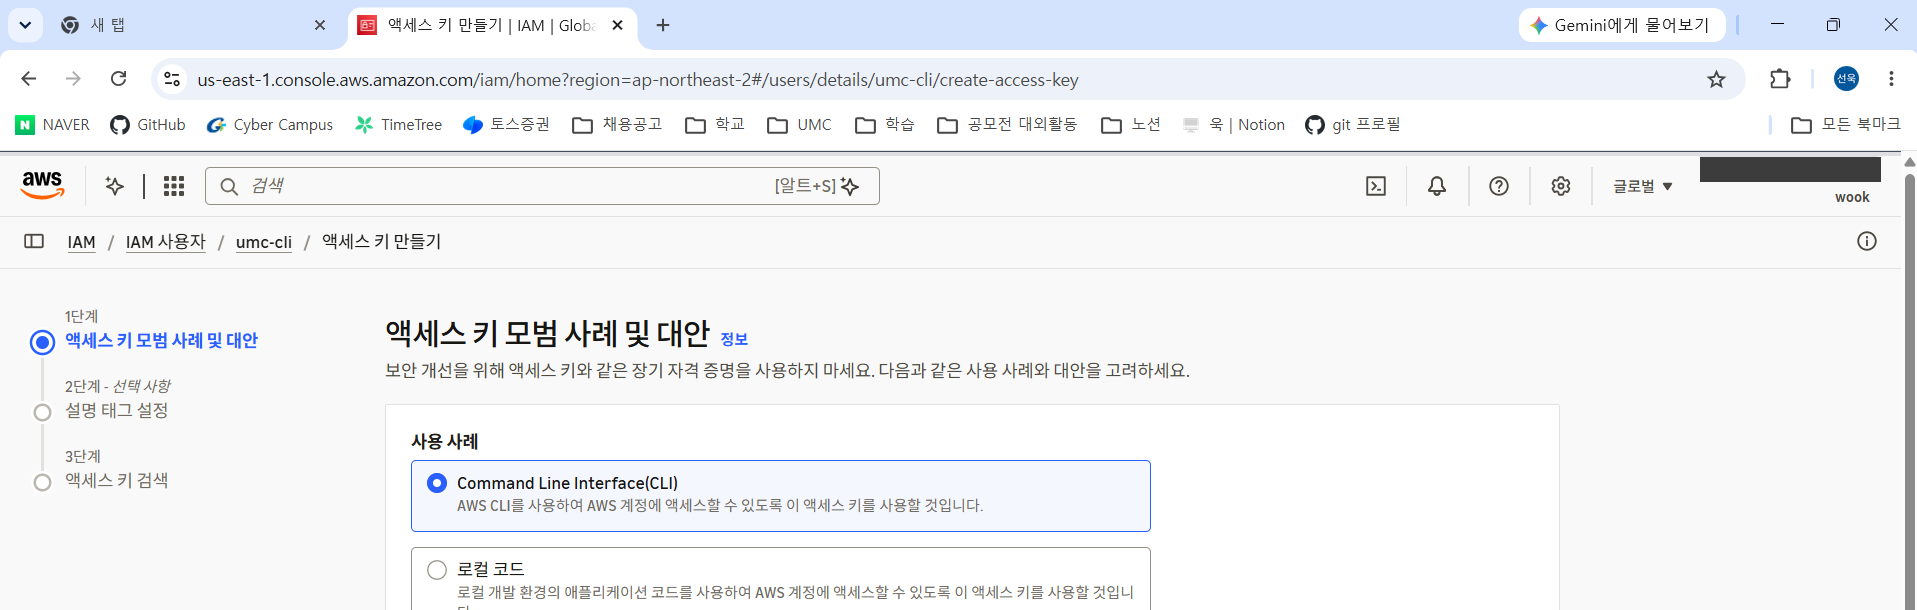 새 탭
액세스 키 만들기 | IAM | Globa
Gemini에게 물어보기
us-east-1.console.aws.amazon.com/iam/home?region=ap-northeast-2#/users/details/umc-cli/create-access-key
선욱
N NAVER GitHub Cyber Campus TimeTree 토스증권 채용공고 학교 UMC 학습 공모전 대외활동 노션 욱 | Notion git 프로필 모든 북마크
aws 검색 [알트+S] 글로벌
wook
IAM / IAM 사용자 / umc-cli / 액세스 키 만들기
1단계
액세스 키 모범 사례 및 대안
2단계 - 선택 사항
설명 태그 설정
3단계
액세스 키 검색
액세스 키 모범 사례 및 대안 정보
보안 개선을 위해 액세스 키와 같은 장기 자격 증명을 사용하지 마세요. 다음과 같은 사용 사례와 대안을 고려하세요.
사용 사례
Command Line Interface(CLI)
AWS CLI를 사용하여 AWS 계정에 액세스할 수 있도록 이 액세스 키를 사용할 것입니다.
로컬 코드
로컬 개발 환경의 애플리케이션 코드를 사용하여 AWS 계정에 액세스할 수 있도록 이 액세스 키를 사용할 것입니